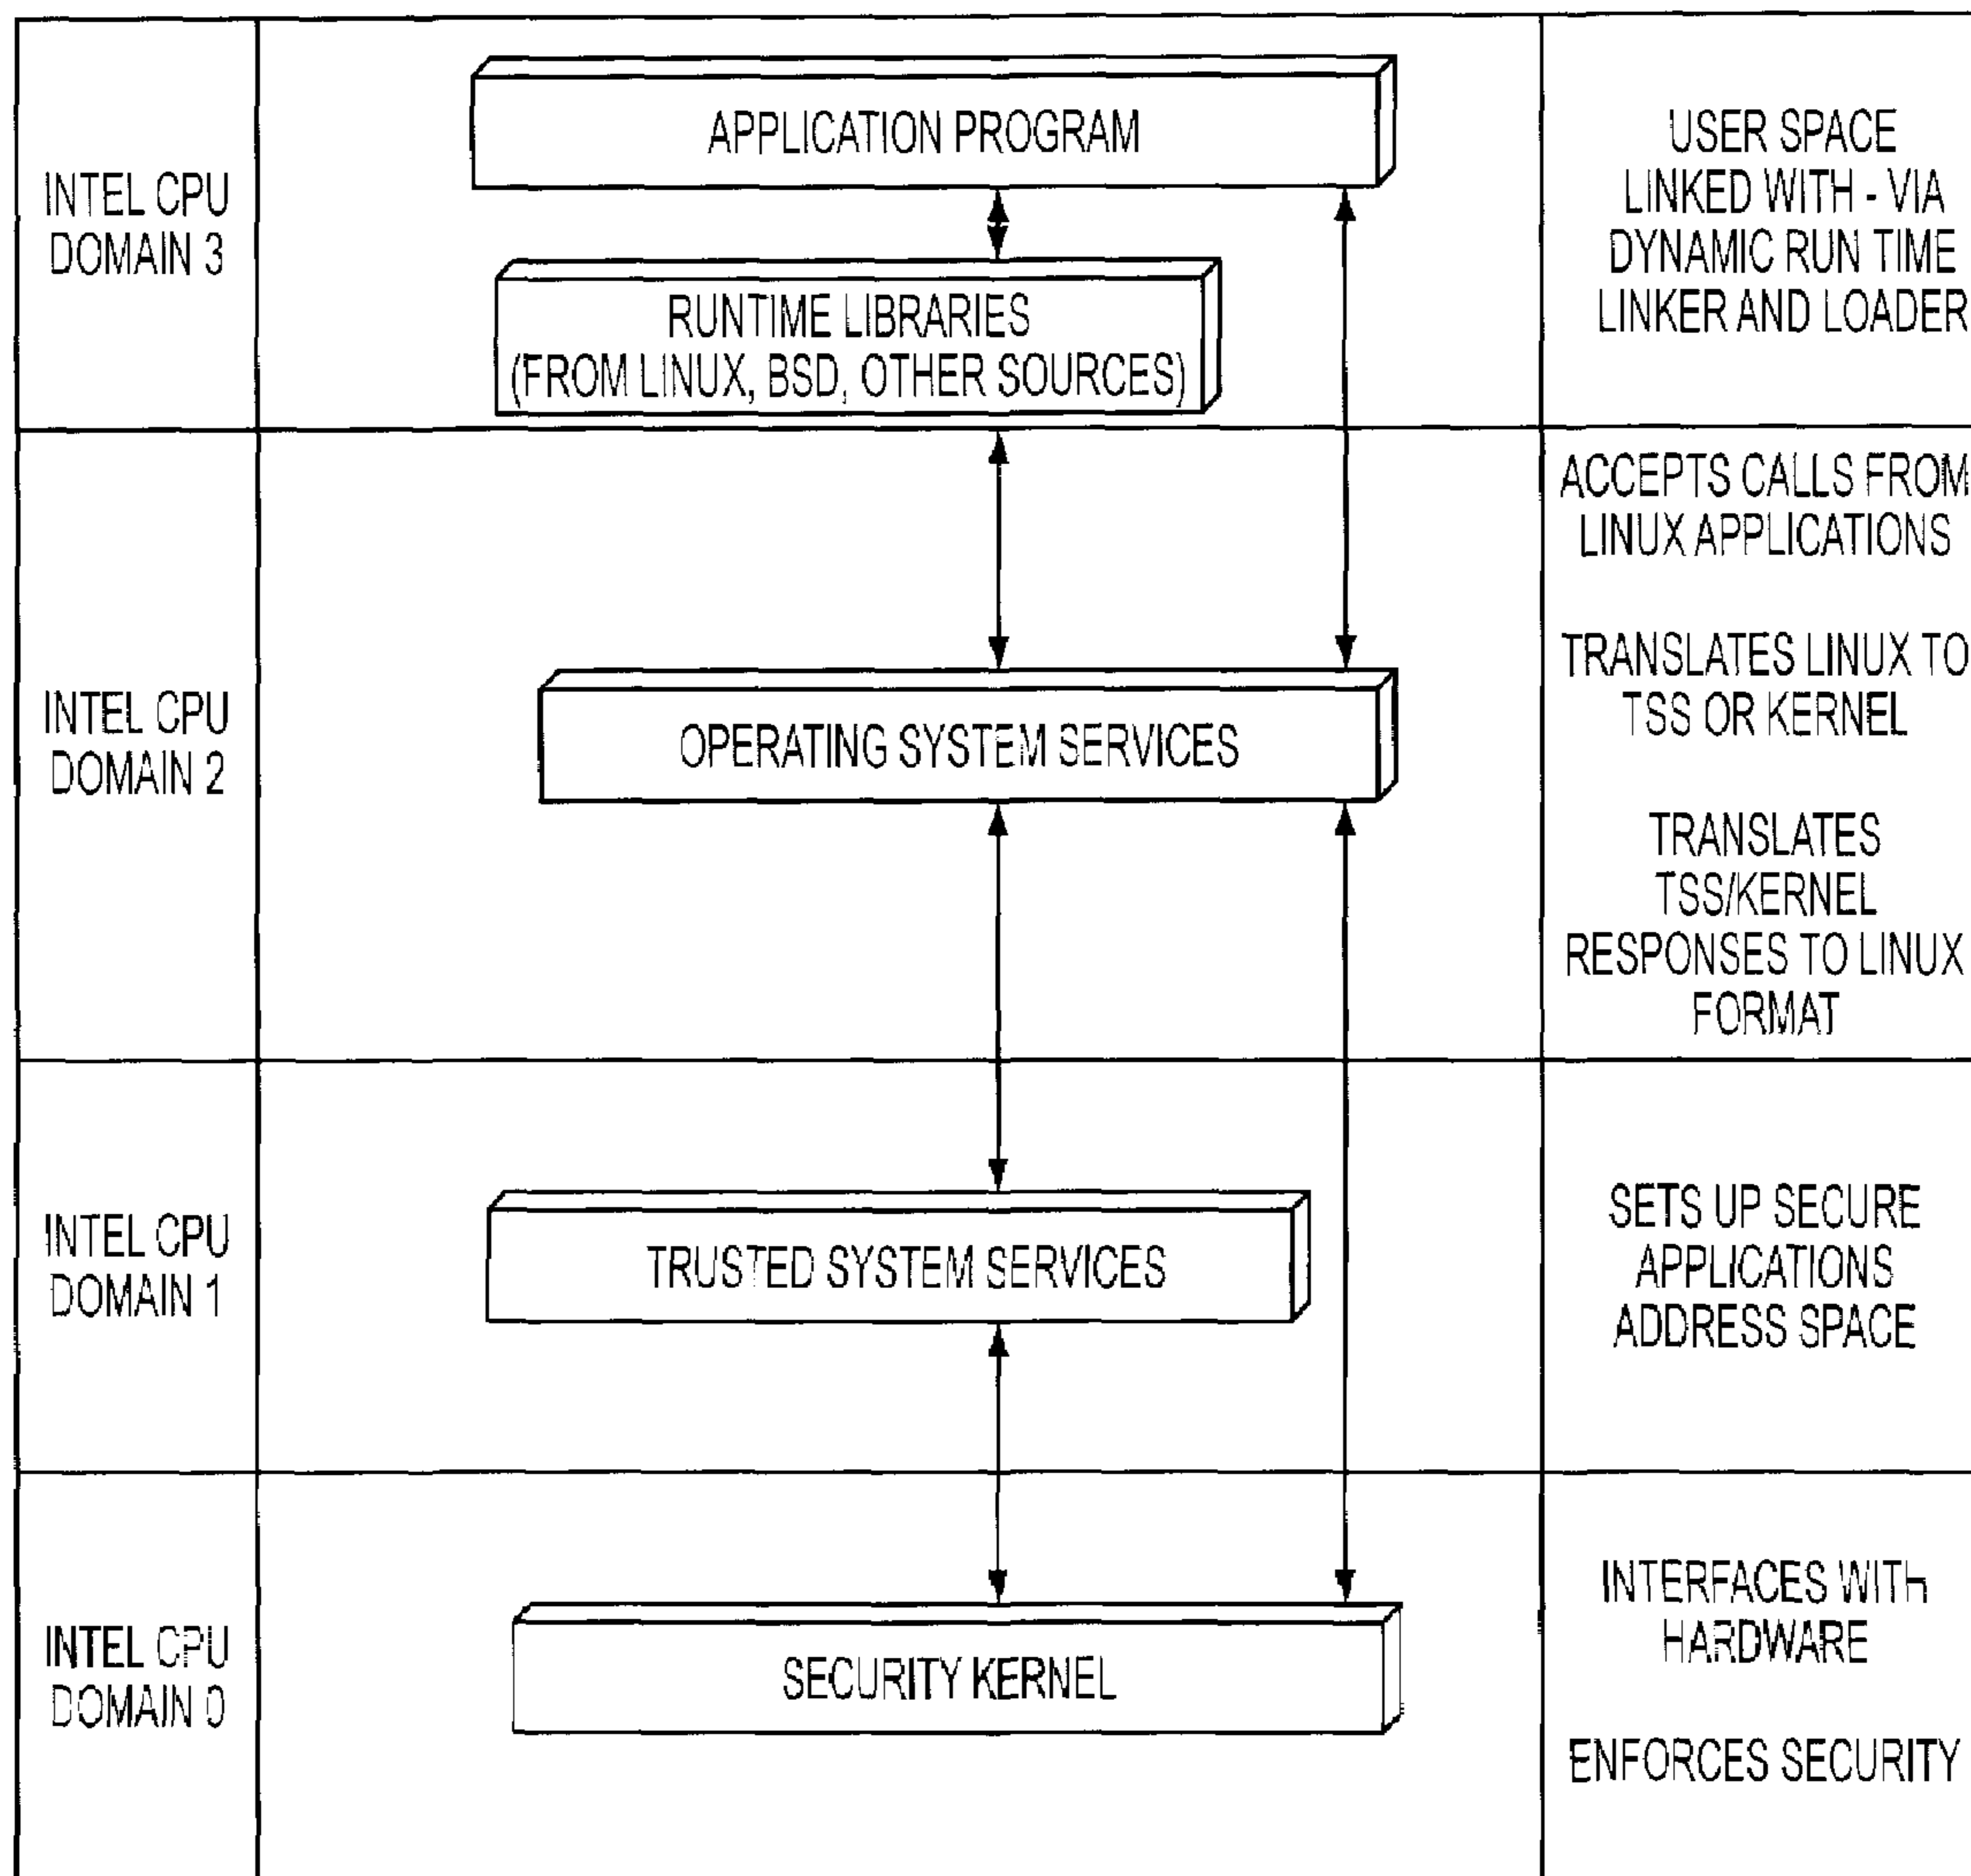 INTEL CPU
DOMAIN 3
APPLICATION PROGRAM
RUNTIME LIBRARIES
(FROM LINUX, BSD, OTHER SOURCES)
USER SPACE
LINKED WITH - VIA
DYNAMIC RUN TIME
LINKER AND LOADER
INTEL CPU
DOMAIN 2
OPERATING SYSTEM SERVICES
ACCEPTS CALLS FROM
LINUX APPLICATIONS
TRANSLATES LINUX TO
TSS OR KERNEL
TRANSLATES
TSS/KERNEL
RESPONSES TO LINUX
FORMAT
INTEL CPU
DOMAIN 1
TRUSTED SYSTEM SERVICES
SETS UP SECURE
APPLICATIONS
ADDRESS SPACE
INTEL CPU
DOMAIN 0
SECURITY KERNEL
INTERFACES WITH
HARDWARE
ENFORCES SECURITY